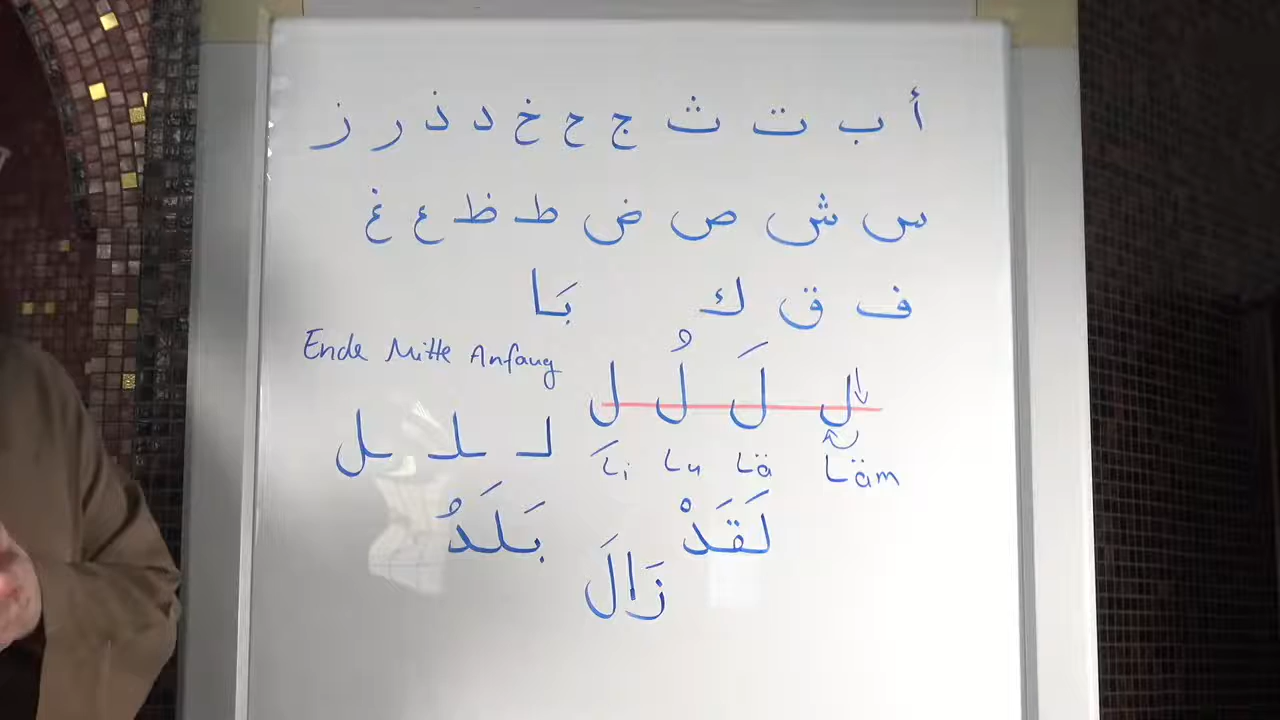 أ ب ت ث ج ح خ د ذ ر ز
س ش ص ض ط ظ ع غ
ف ق ك بَا
Ende Mitte Anfang
ل لَ لُ لِ
لـ ـلـ ـل
Läm Lä Lu Li
لَقَدْ بَلَدُ
زَالَ